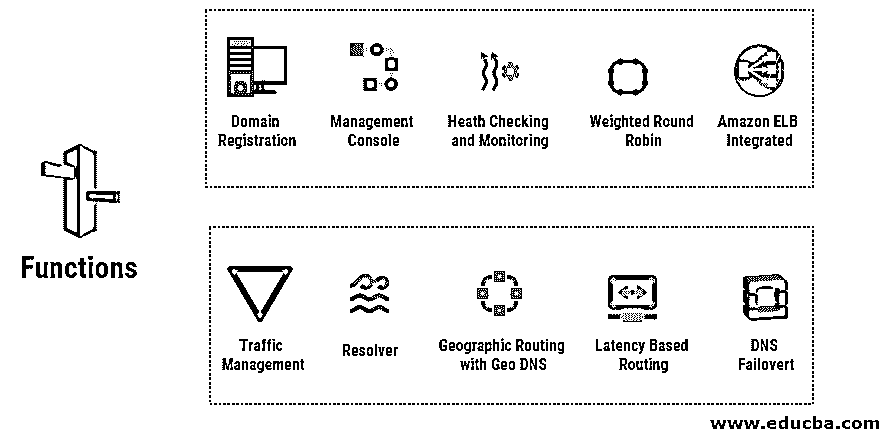 Domain
Registration
Management
Console
Heath Checking
and Monitoring
Weighted Round
Robin
Amazon ELB
Integrated
Functions
Traffic
Management
Resolver
Geographic Routing
with Geo DNS
Latency Based
Routing
DNS
Failovert
www.educba.com